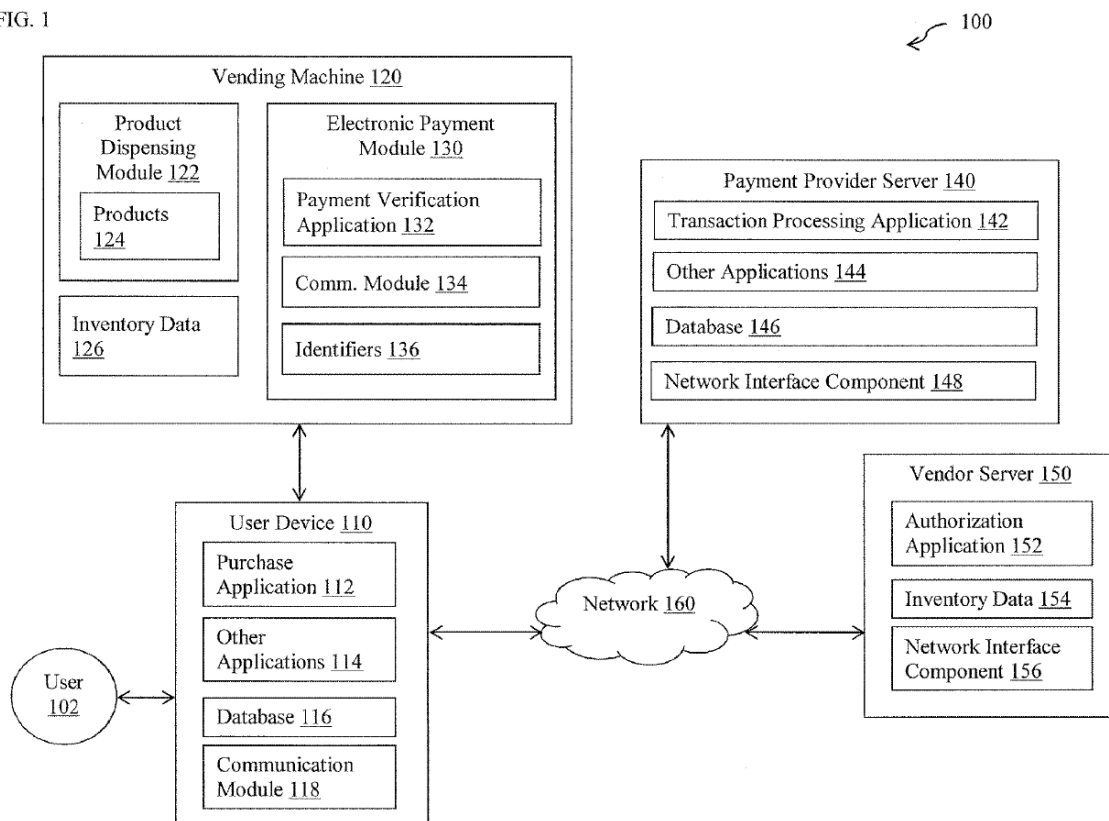 FIG. 1
100
Vending Machine 120
Product
Dispensing
Module 122
Products
124
Inventory Data
126
Electronic Payment
Module 130
Payment Verification
Application 132
Comm. Module 134
Identifiers 136
Payment Provider Server 140
Transaction Processing Application 142
Other Applications 144
Database 146
Network Interface Component 148
Vendor Server 150
Authorization
Application 152
Inventory Data 154
Network Interface
Component 156
User Device 110
Purchase
Application 112
Other
Applications 114
Database 116
Communication
Module 118
Network 160
User
102